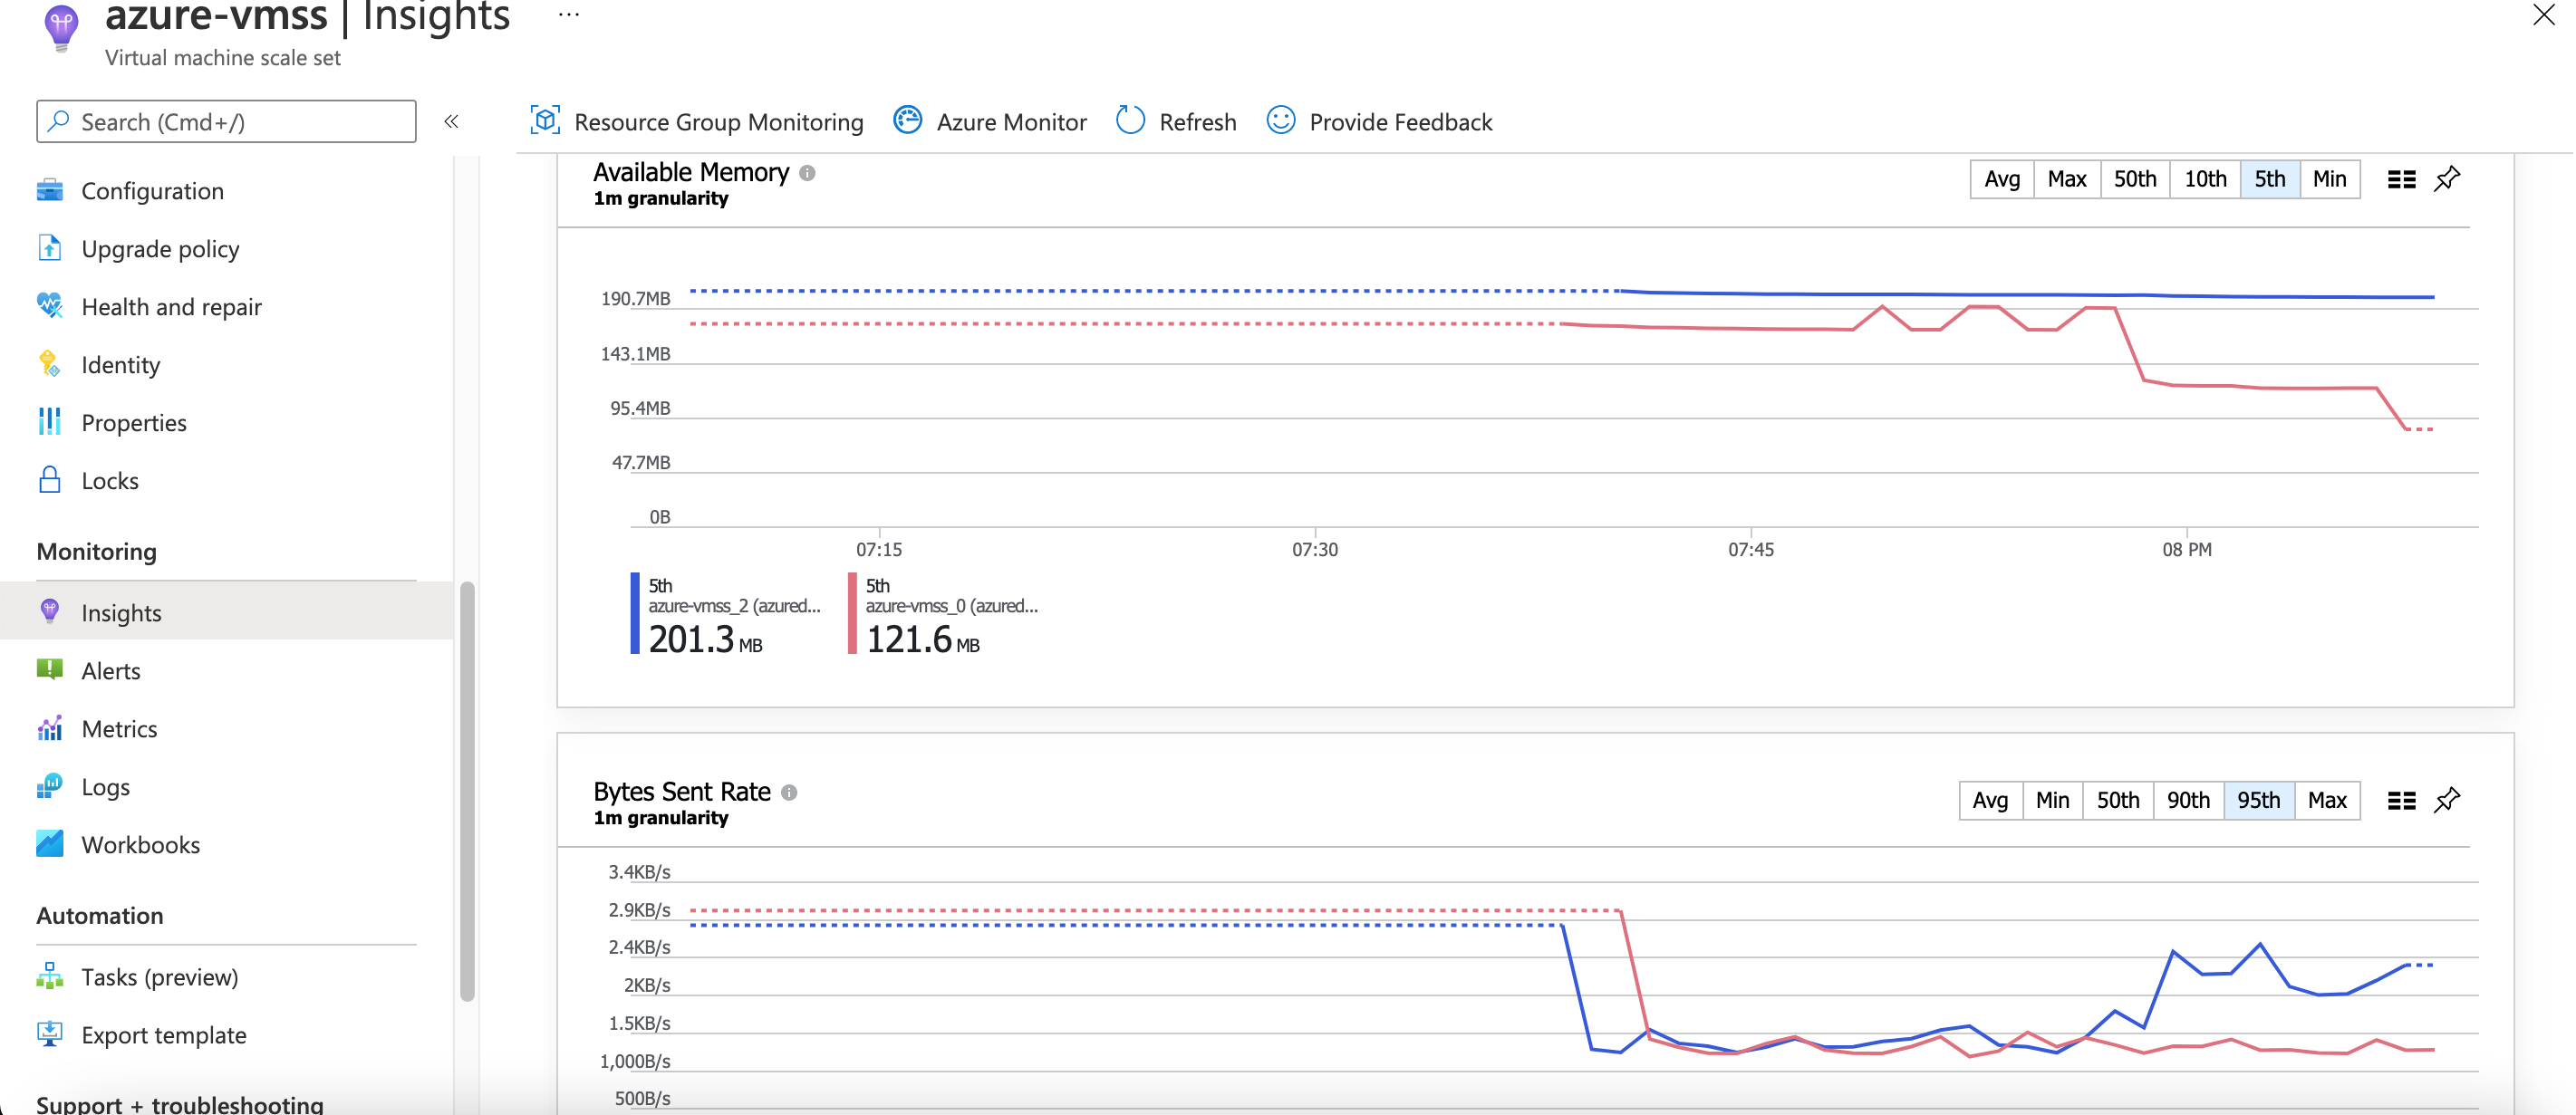 azure-vmss | Insights ...
Virtual machine scale set
Search (Cmd+/)
«
Resource Group Monitoring
Azure Monitor
Refresh
Provide Feedback
Configuration
Upgrade policy
Health and repair
Identity
Properties
Locks
Monitoring
Insights
Alerts
Metrics
Logs
Workbooks
Automation
Tasks (preview)
Export template
Support + troubleshooting
Available Memory
1m granularity
Avg Max 50th 10th 5th Min
190.7MB
143.1MB
95.4MB
47.7MB
0B
07:15 07:30 07:45 08 PM
5th
azure-vmss_2 (azured...
201.3 MB
5th
azure-vmss_0 (azured...
121.6 MB
Bytes Sent Rate
1m granularity
Avg Min 50th 90th 95th Max
3.4KB/s
2.9KB/s
2.4KB/s
2KB/s
1.5KB/s
1,000B/s
500B/s